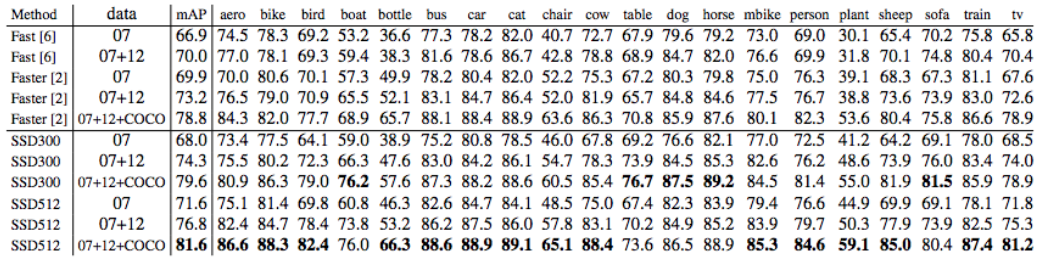 Method data mAP aero bike bird boat bottle bus car cat chair cow table dog horse mbike person plant sheep sofa train tv
Fast [6] 07 66.9 74.5 78.3 69.2 53.2 36.6 77.3 78.2 82.0 40.7 72.7 67.9 79.6 79.2 73.0 69.0 30.1 65.4 70.2 75.8 65.8
Fast [6] 07+12 70.0 77.0 78.1 69.3 59.4 38.3 81.6 78.6 86.7 42.8 78.8 68.9 84.7 82.0 76.6 69.9 31.8 70.1 74.8 80.4 70.4
Faster [2] 07 69.9 70.0 80.6 70.1 57.3 49.9 78.2 80.4 82.0 52.2 75.3 67.2 80.3 79.8 75.0 76.3 39.1 68.3 67.3 81.1 67.6
Faster [2] 07+12 73.2 76.5 79.0 70.9 65.5 52.1 83.1 84.7 86.4 52.0 81.9 65.7 84.8 84.6 77.5 76.7 38.8 73.6 73.9 83.0 72.6
Faster [2] 07+12+COCO 78.8 84.3 82.0 77.7 68.9 65.7 88.1 88.4 88.9 63.6 86.3 70.8 85.9 87.6 80.1 82.3 53.6 80.4 75.8 86.6 78.9
SSD300 07 68.0 73.4 77.5 64.1 59.0 38.9 75.2 80.8 78.5 46.0 67.8 69.2 76.6 82.1 77.0 72.5 41.2 64.2 69.1 78.0 68.5
SSD300 07+12 74.3 75.5 80.2 72.3 66.3 47.6 83.0 84.2 86.1 54.7 78.3 73.9 84.5 85.3 82.6 76.2 48.6 73.9 76.0 83.4 74.0
SSD300 07+12+COCO 79.6 80.9 86.3 79.0 76.2 57.6 87.3 88.2 88.6 60.5 85.4 76.7 87.5 89.2 84.5 81.4 55.0 81.9 81.5 85.9 78.9
SSD512 07 71.6 75.1 81.4 69.8 60.8 46.3 82.6 84.7 84.1 48.5 75.0 67.4 82.3 83.9 79.4 76.6 44.9 69.9 69.1 78.1 71.8
SSD512 07+12 76.8 82.4 84.7 78.4 73.8 53.2 86.2 87.5 86.0 57.8 83.1 70.2 84.9 85.2 83.9 79.7 50.3 77.9 73.9 82.5 75.3
SSD512 07+12+COCO 81.6 86.6 88.3 82.4 76.0 66.3 88.6 88.9 89.1 65.1 88.4 73.6 86.5 88.9 85.3 84.6 59.1 85.0 80.4 87.4 81.2